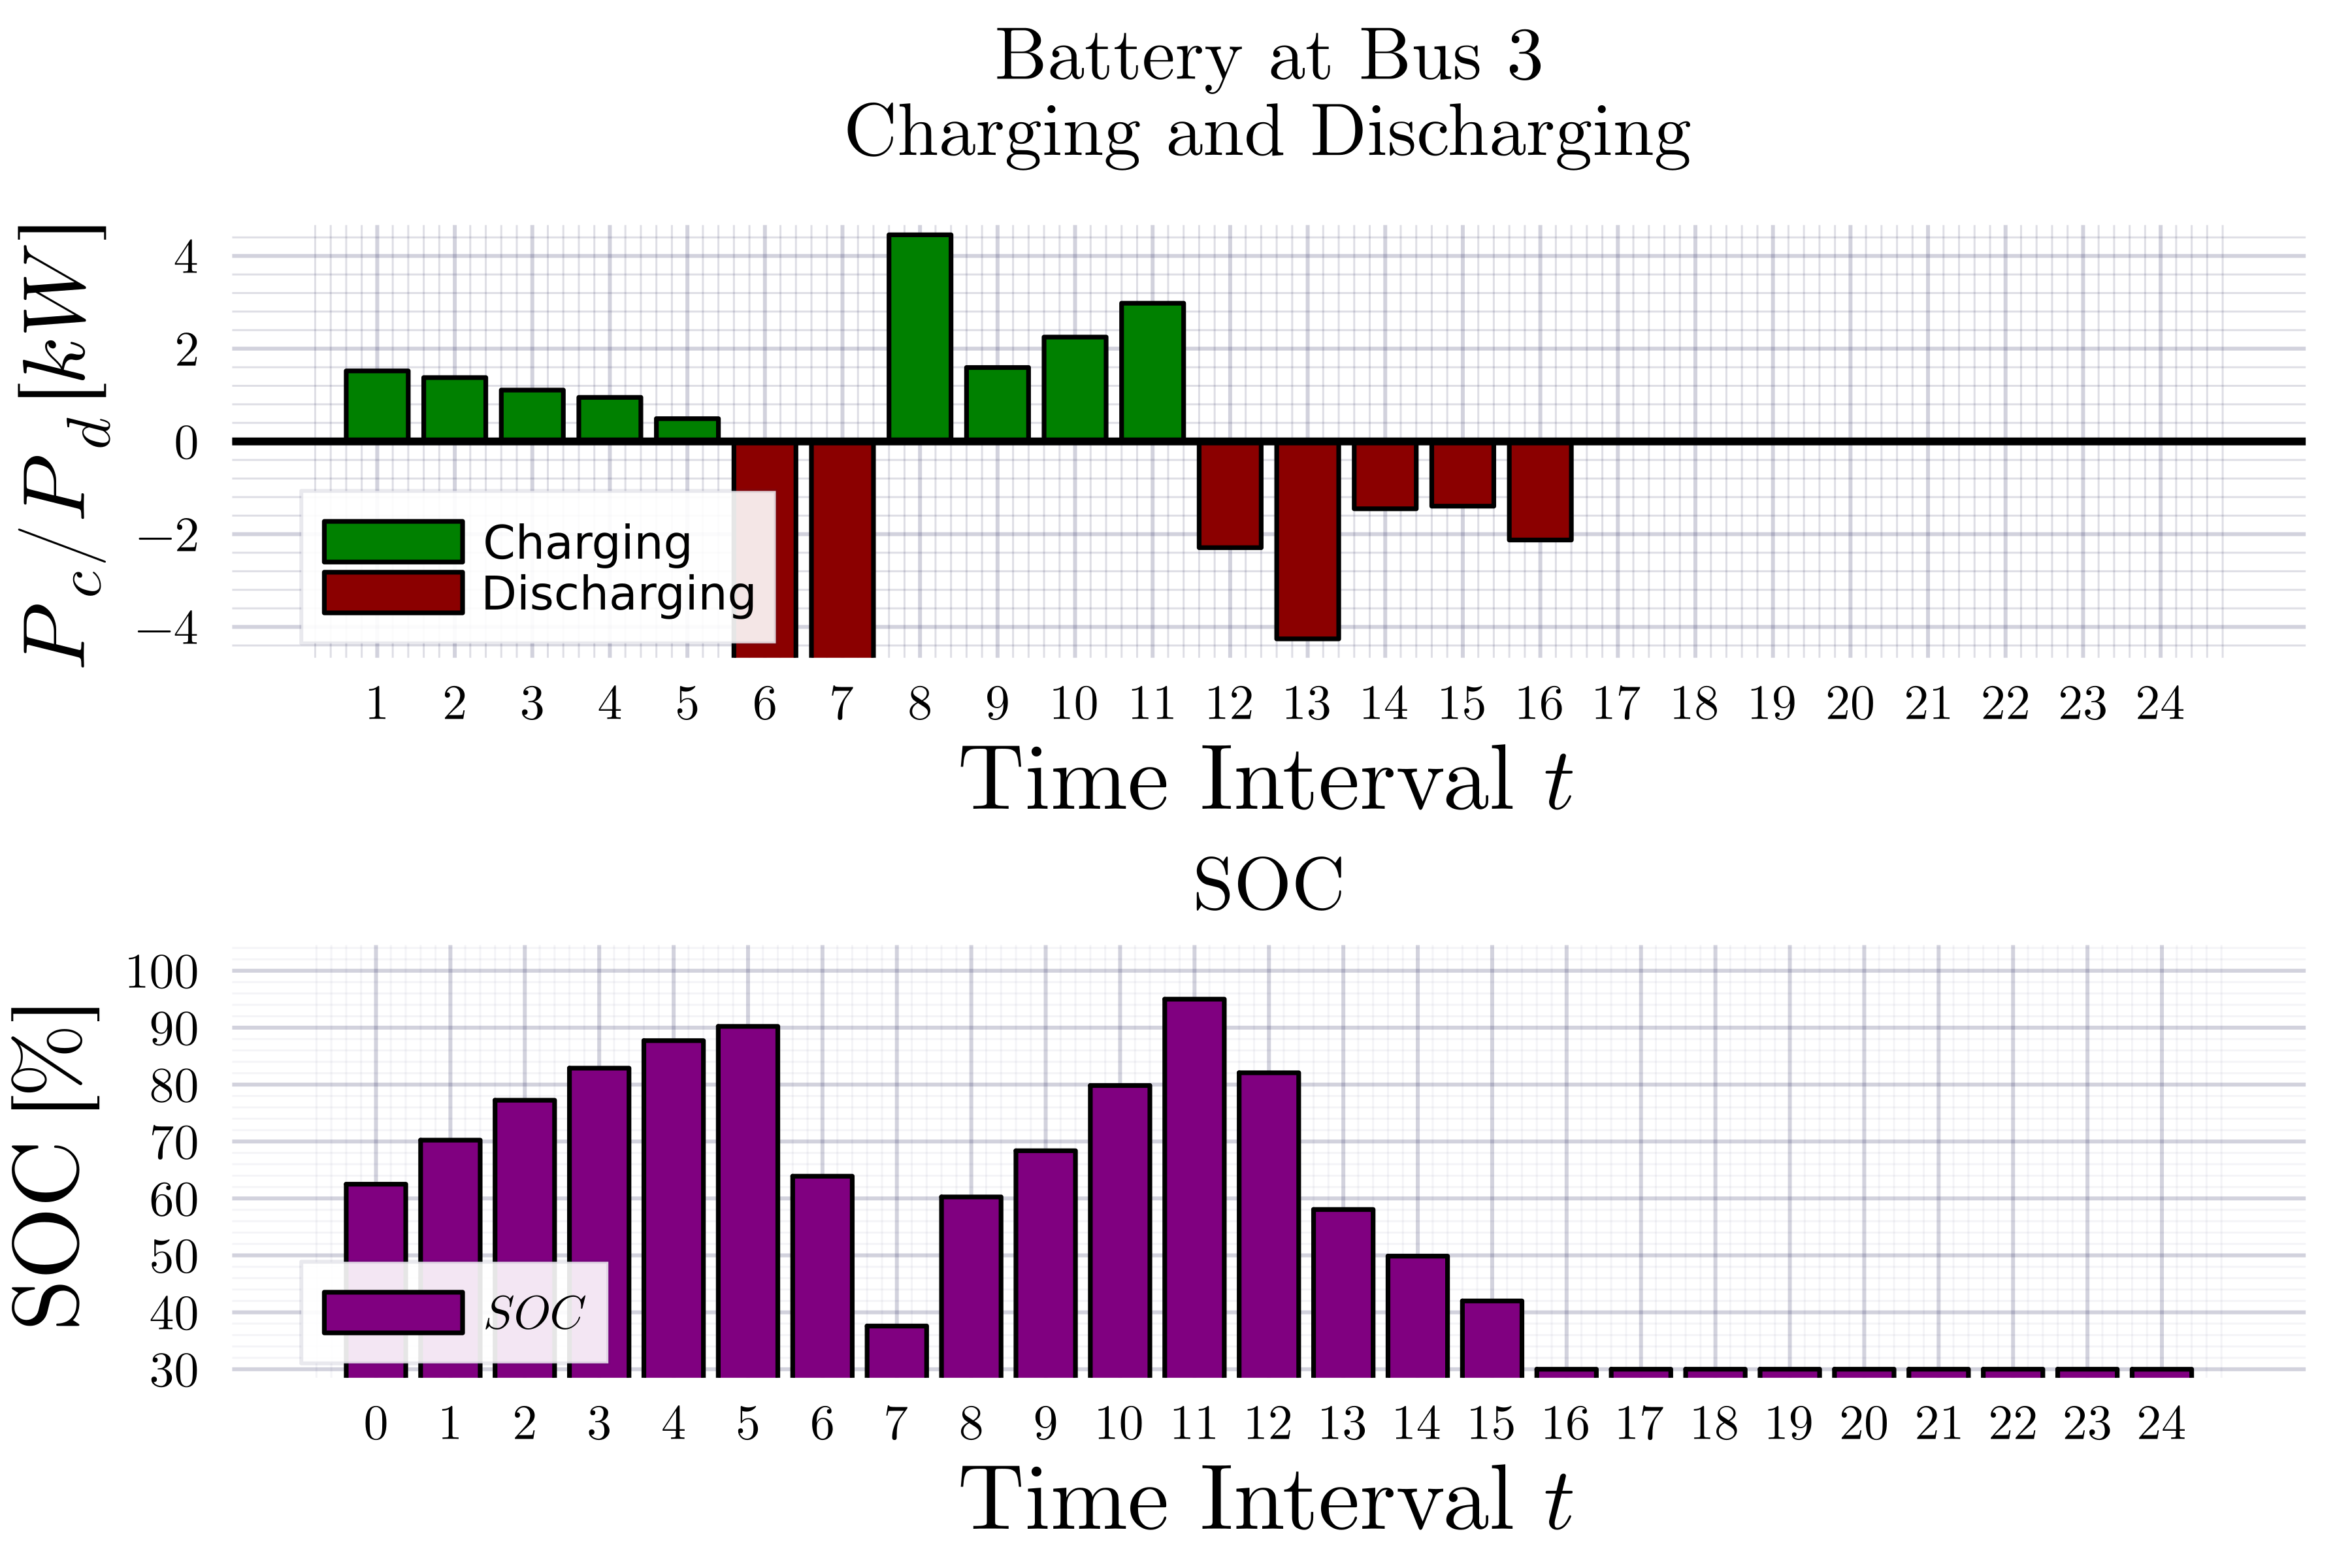 Battery at Bus 3
Charging and Discharging
P_c/P_d [kW]
4
2
0
−2
−4
Charging
Discharging
1 2 3 4 5 6 7 8 9 10 11 12 13 14 15 16 17 18 19 20 21 22 23 24
Time Interval t
SOC
SOC [%]
100
90
80
70
60
50
40
30
SOC
0 1 2 3 4 5 6 7 8 9 10 11 12 13 14 15 16 17 18 19 20 21 22 23 24
Time Interval t